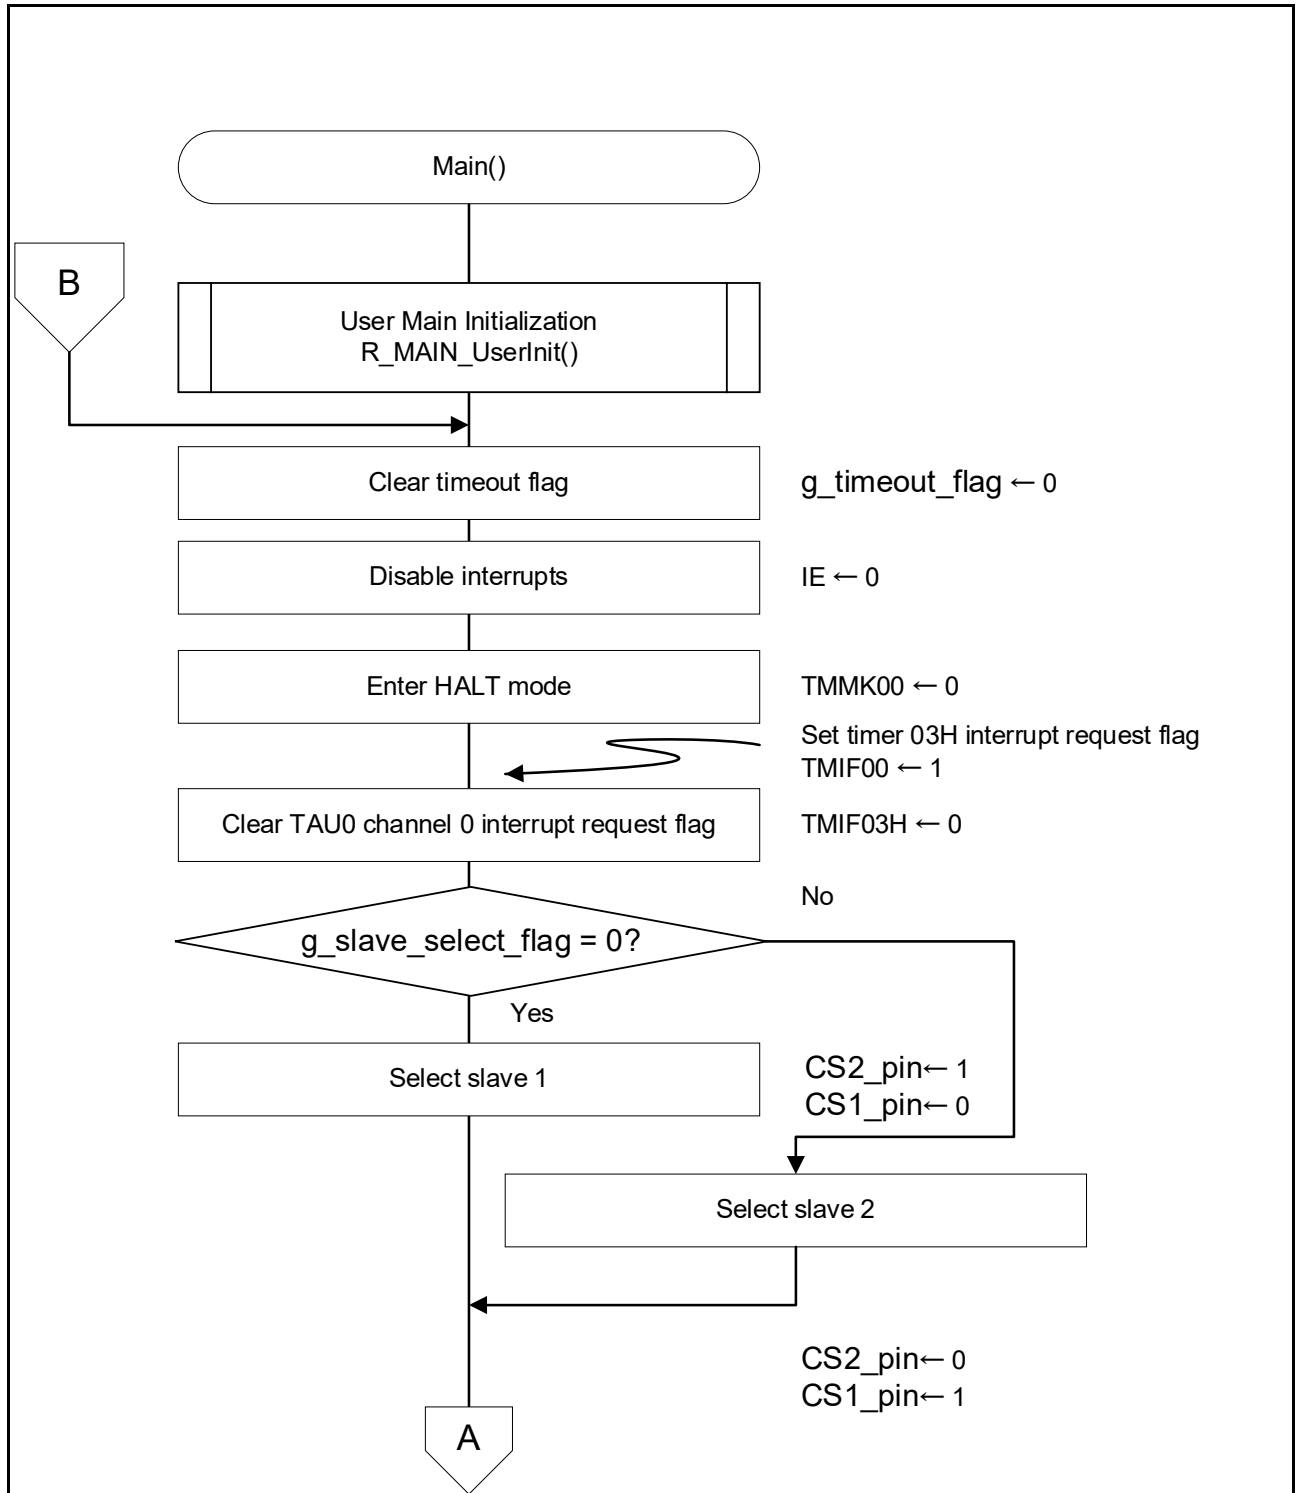 Main()
B
User Main Initialization
R_MAIN_UserInit()
Clear timeout flag
g_timeout_flag ← 0
Disable interrupts
IE ← 0
Enter HALT mode
TMMK00 ← 0
Set timer 03H interrupt request flag
TMIF00 ← 1
Clear TAU0 channel 0 interrupt request flag
TMIF03H ← 0
No
g_slave_select_flag = 0?
Yes
Select slave 1
CS2_pin← 1
CS1_pin← 0
Select slave 2
CS2_pin← 0
CS1_pin← 1
A